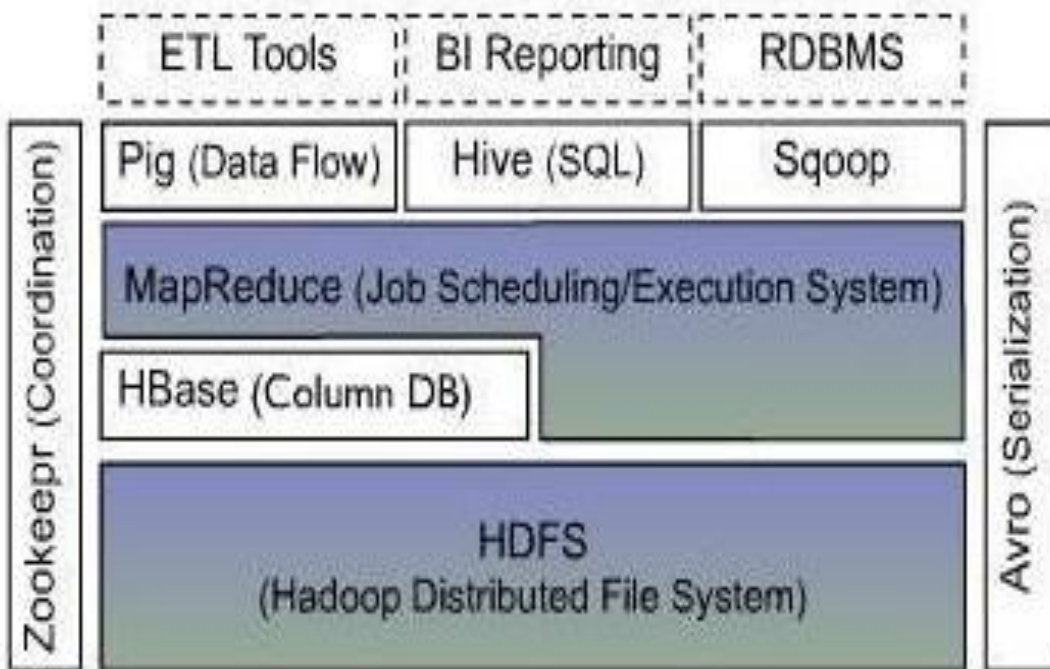 ETL Tools
BI Reporting
RDBMS
Pig (Data Flow)
Hive (SQL)
Sqoop
MapReduce (Job Scheduling/Execution System)
HBase (Column DB)
HDFS
(Hadoop Distributed File System)
Zookeepr (Coordination)
Avro (Serialization)